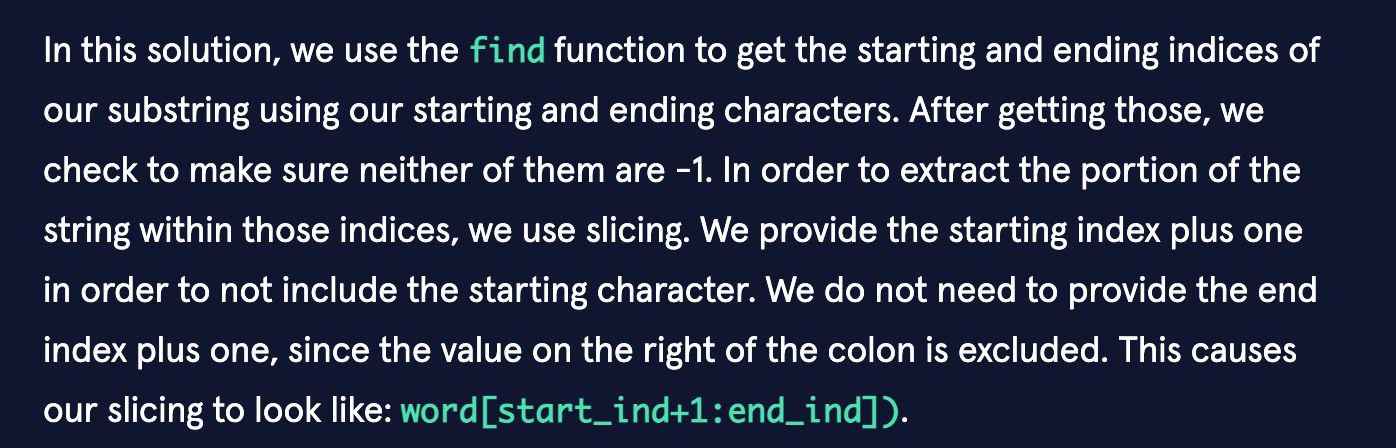 In this solution, we use the find function to get the starting and ending indices of
our substring using our starting and ending characters. After getting those, we
check to make sure neither of them are -1. In order to extract the portion of the
string within those indices, we use slicing. We provide the starting index plus one
in order to not include the starting character. We do not need to provide the end
index plus one, since the value on the right of the colon is excluded. This causes
our slicing to look like: word[start_ind+1:end_ind]).